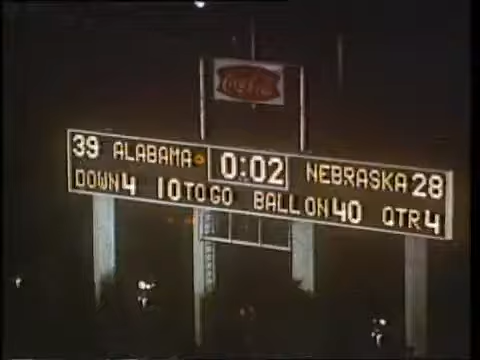 Coca-Cola
39 ALABAMA 0:02 NEBRASKA 28
DOWN 4 10 TO GO BALL ON 40 QTR 4